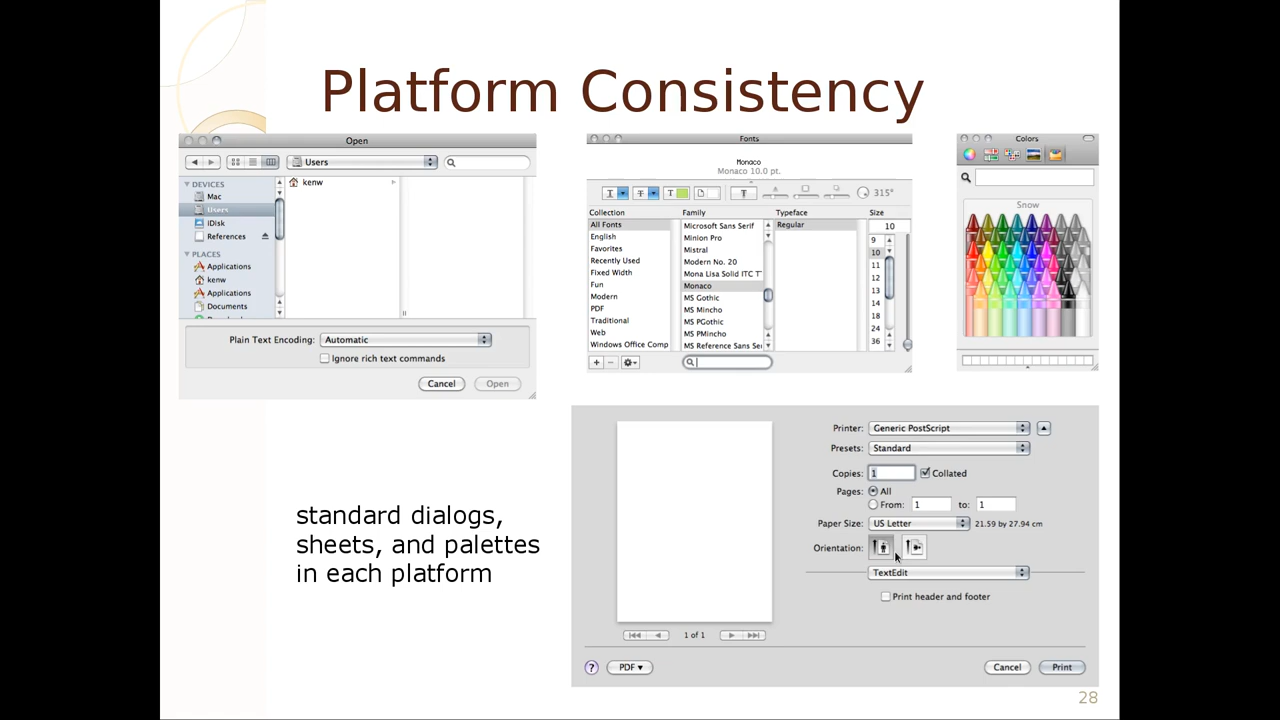 Platform Consistency
Open
Users
DEVICES
Mac
Users
iDisk
References
PLACES
Applications
kenw
Applications
Documents
kenw
Plain Text Encoding: Automatic
Ignore rich text commands
Cancel
Open
Fonts
Monaco
Monaco 10.0 pt.
315°
Collection
Family
Typeface
Size
All Fonts
English
Favorites
Recently Used
Fixed Width
Fun
Modern
PDF
Traditional
Web
Windows Office Comp
Microsoft Sans Serif
Minion Pro
Mistral
Modern No. 20
Mona Lisa Solid ITC T
Monaco
MS Gothic
MS Mincho
MS PGothic
MS PMincho
MS Reference Sans Ser
Regular
10
9
10
11
12
13
14
18
24
36
Colors
Snow
standard dialogs,
sheets, and palettes
in each platform
Printer: Generic PostScript
Presets: Standard
Copies: 1 Collated
Pages: All
From: 1 to: 1
Paper Size: US Letter 21.59 by 27.94 cm
Orientation:
TextEdit
Print header and footer
1 of 1
? PDF Cancel Print
28